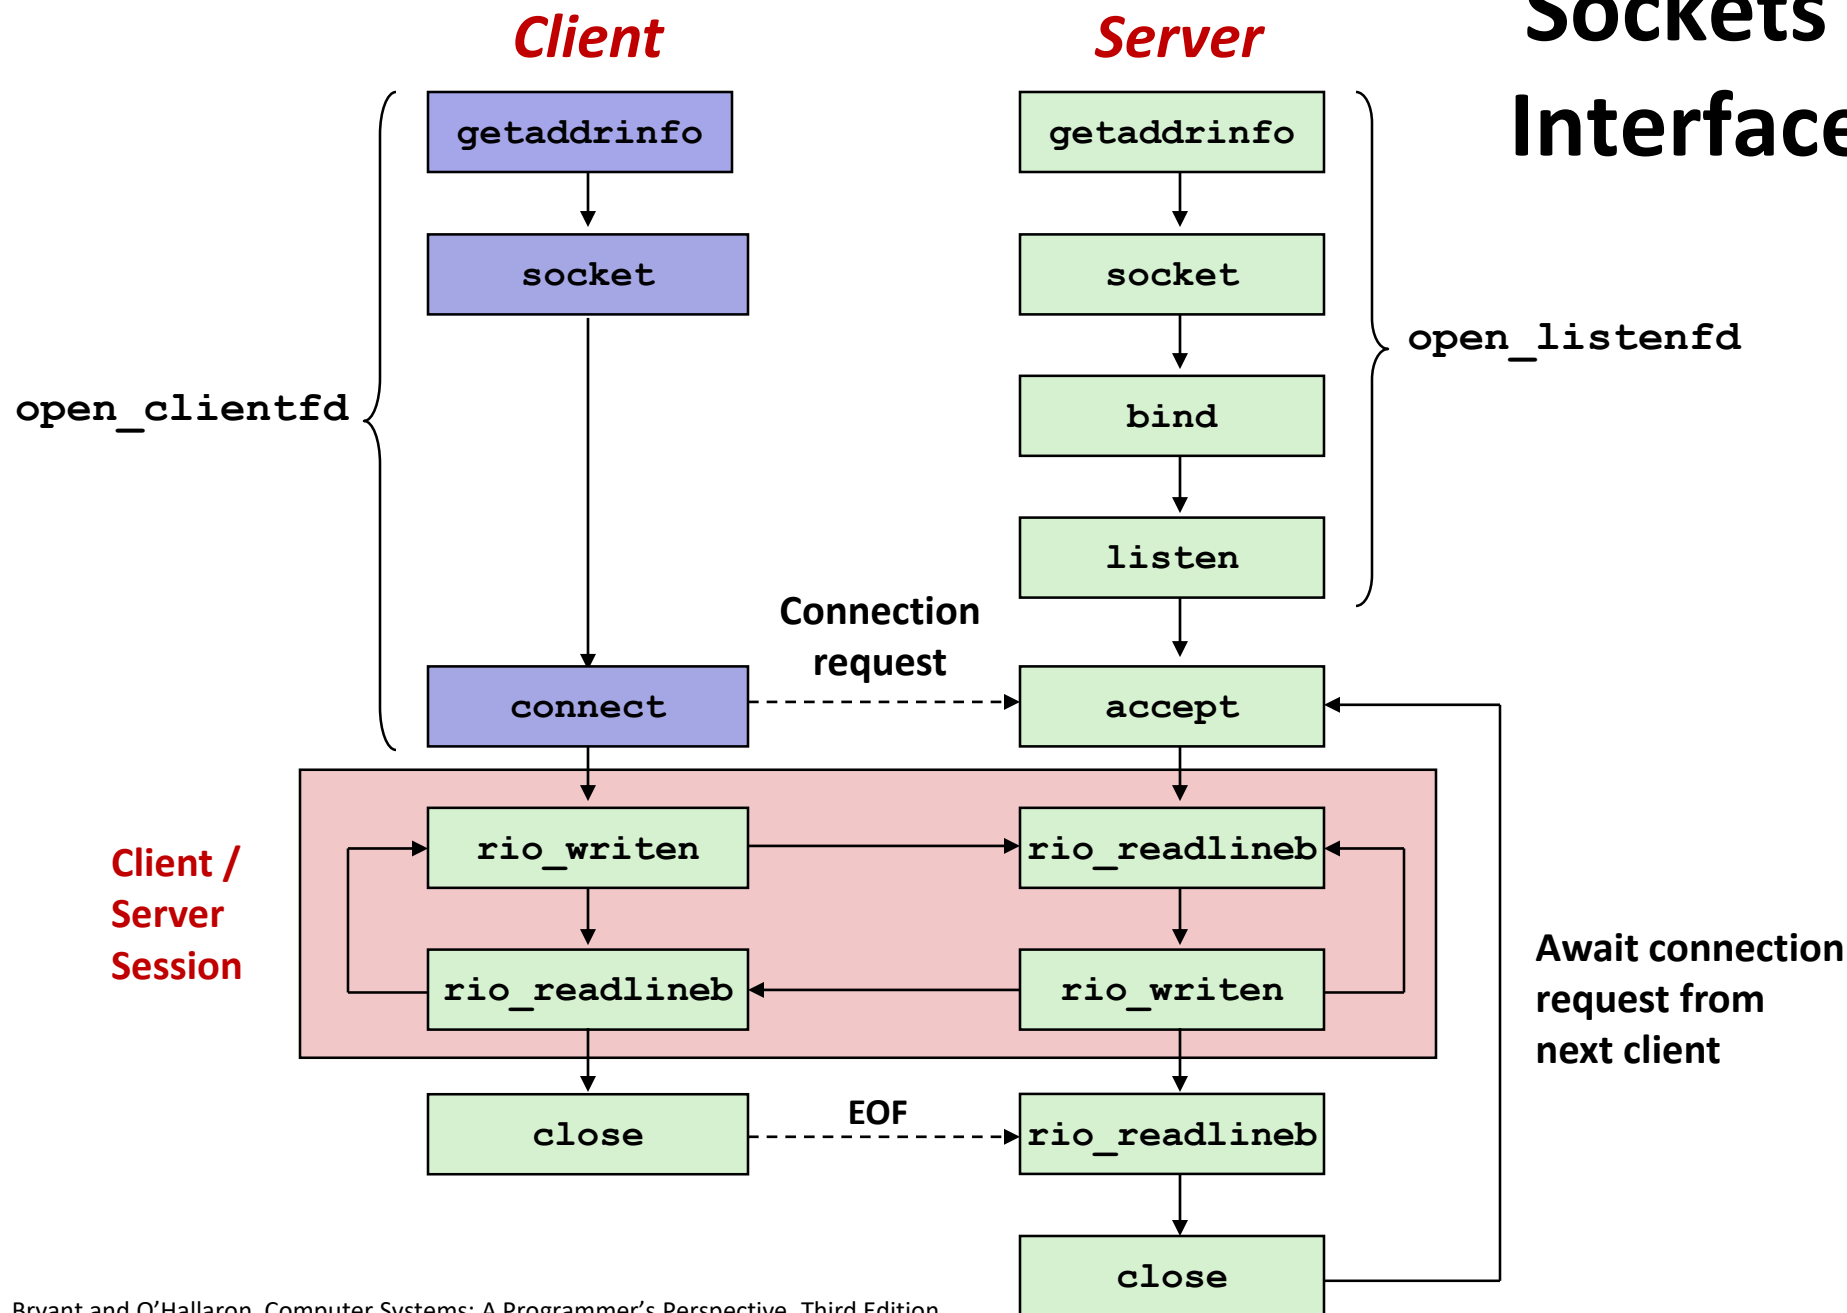 Client
Server
Sockets
Interface
getaddrinfo
getaddrinfo
socket
socket
open_listenfd
open_clientfd
bind
listen
Connection
request
connect
accept
Client /
Server
Session
rio_writen
rio_readlineb
rio_readlineb
rio_writen
Await connection
request from
next client
close
EOF
rio_readlineb
close
Bryant and O'Hallaron, Computer Systems: A Programmer's Perspective, Third Edition